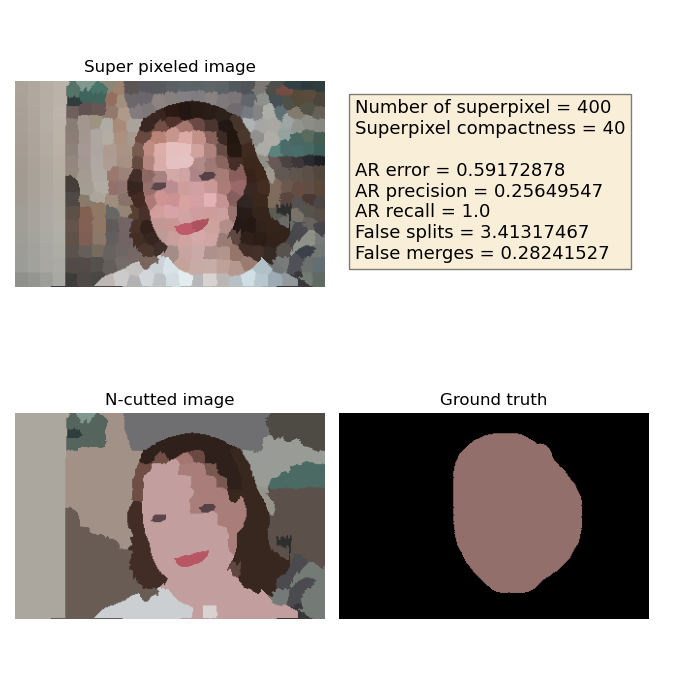 Super pixeled image
Number of superpixel = 400
Superpixel compactness = 40
AR error = 0.59172878
AR precision = 0.25649547
AR recall = 1.0
False splits = 3.41317467
False merges = 0.28241527
N-cutted image
Ground truth